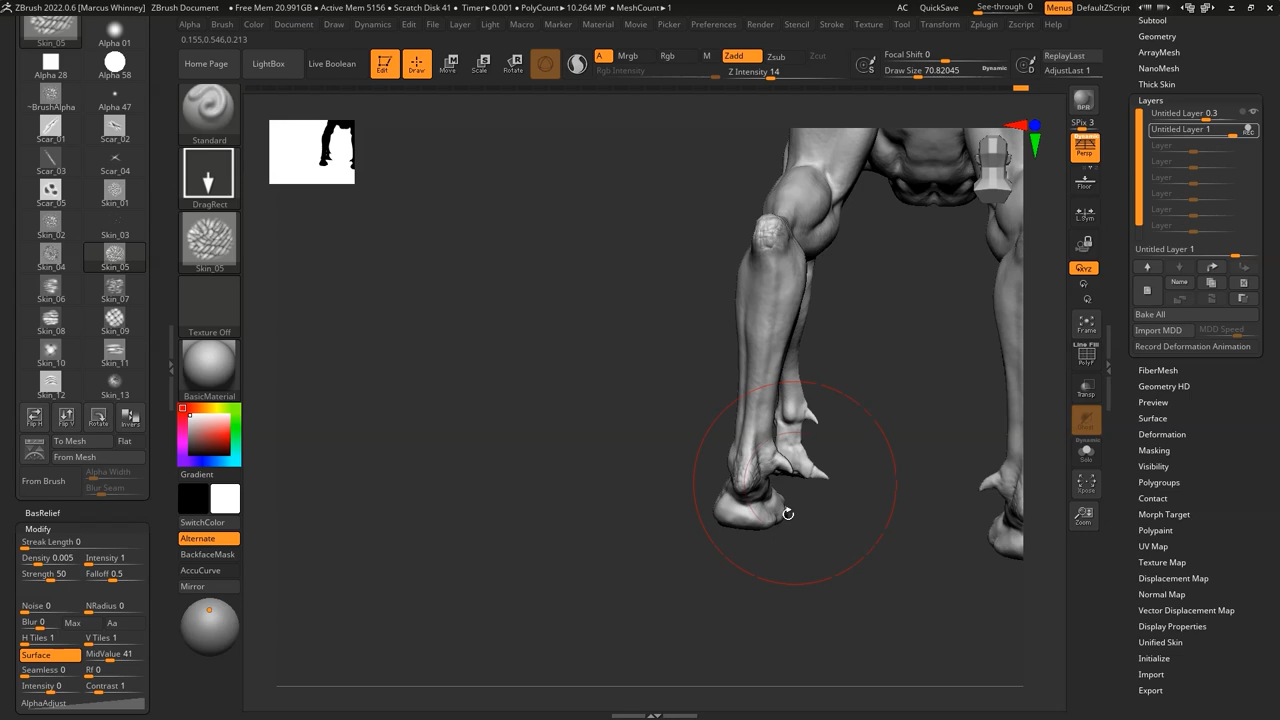 ZBrush 2022.0.6 [Marcus Whinney] ZBrush Document • Free Mem 20.991GB • Active Mem 5156 • Scratch Disk 41 • Timer▶0.001 • PolyCount▶10.264 MP • MeshCount▶1 AC QuickSave See-through 0 Menus DefaultZScript
Alpha Brush Color Document Draw Dynamics Edit File Layer Light Macro Marker Material Movie Picker Preferences Render Stencil Stroke Texture Tool Transform Zplugin Zscript Help
0.155,0.546,0.213
Home Page LightBox Live Boolean Edit Draw Move Scale Rotate A Mrgb Rgb M Zadd Zsub Zcut
Rgb Intensity Z Intensity 14
Focal Shift 0
Draw Size 70.82045 Dynamic
ReplayLast
AdjustLast 1
Skin_05 Alpha 01
Alpha 28 Alpha 58
~BrushAlpha Alpha 47
Scar_01 Scar_02
Scar_03 Scar_04
Scar_05 Skin_01
Skin_02 Skin_03
Skin_04 Skin_05
Skin_06 Skin_07
Skin_08 Skin_09
Skin_10 Skin_11
Skin_12 Skin_13
Flip H Flip V Rotate Invers
To Mesh Flat
From Mesh
Alpha Width
From Brush Blur Seam
BasRelief
Modify
Streak Length 0
Density 0.005 Intensity 1
Strength 50 Falloff 0.5
Noise 0 NRadius 0
Blur 0 Max Aa
H Tiles 1 V Tiles 1
Surface MidValue 41
Seamless 0 Rf 0
Intensity 0 Contrast 1
AlphaAdjust
Standard
DragRect
Skin_05
Texture Off
BasicMaterial
Gradient
SwitchColor
Alternate
BackfaceMask
AccuCurve
Mirror
BPR
SPix 3
Dynamic
Persp
Floor
L.Sym
XYZ
Frame
Line Fill
PolyF
Transp
Ghost
Dynamic
Solo
Xpose
Zoom
Subtool
Geometry
ArrayMesh
NanoMesh
Thick Skin
Layers
Untitled Layer 0.3
Untitled Layer 1 REC
Layer
Layer
Layer
Layer
Layer
Layer
Untitled Layer 1
Name
Bake All
Import MDD MDD Speed
Record Deformation Animation
FiberMesh
Geometry HD
Preview
Surface
Deformation
Masking
Visibility
Polygroups
Contact
Morph Target
Polypaint
UV Map
Texture Map
Displacement Map
Normal Map
Vector Displacement Map
Display Properties
Unified Skin
Initialize
Import
Export